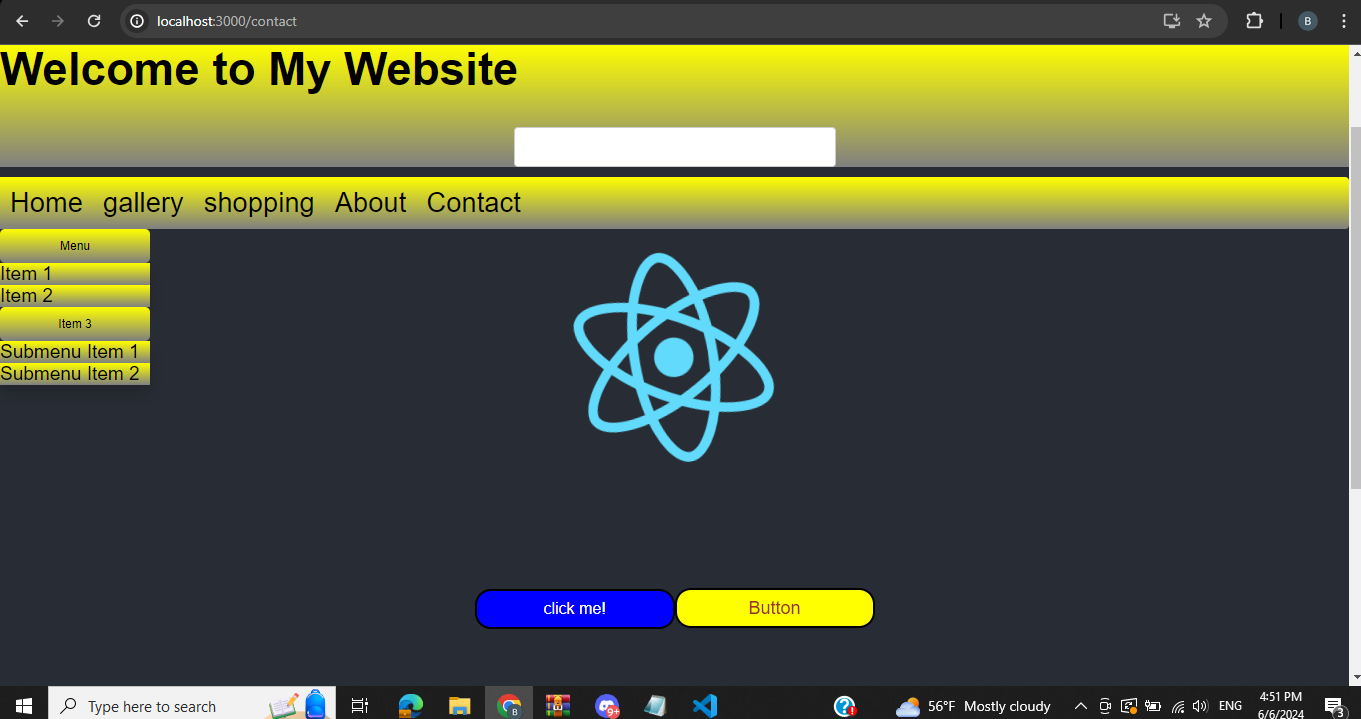 localhost:3000/contact
B
Welcome to My Website
Home gallery shopping About Contact
Menu
Item 1
Item 2
Item 3
Submenu Item 1
Submenu Item 2
click me!
Button
Type here to search
B
9+
56°F Mostly cloudy
ENG
4:51 PM
6/6/2024
3